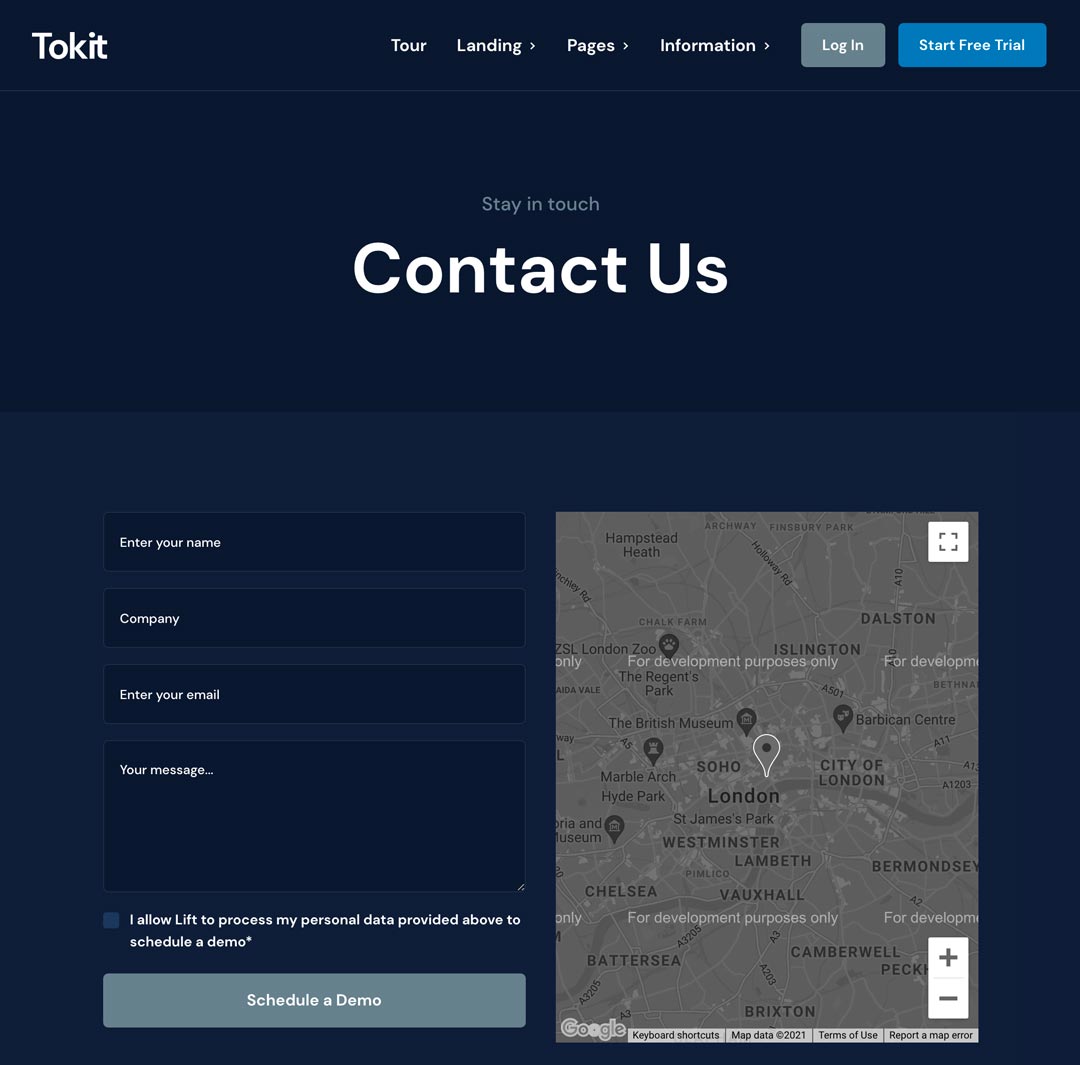 Tokit
Tour
Landing
Pages
Information
Log In
Start Free Trial
Stay in touch
Contact Us
Enter your name
Company
Enter your email
Your message...
I allow Lift to process my personal data provided above to
schedule a demo*
Schedule a Demo
ARCHWAY
FINSBURY PARK
Hampstead
Heath
Holloway Rd
A10
nchley Rd
CHALK FARM
DALSTON
ZSL London Zoo
ISLINGTON
A10
only
For development purposes only
For developme
The Regent's
Park
AIDA VALE
A501
BETHNA
The British Museum
Barbican Centre
way
A5
A11
L
SOHO
CITY OF
LONDON
A13
A1203
Marble Arch
Hyde Park
London
St James's Park
oria and
Museum
WESTMINSTER
LAMBETH
PIMLICO
BERMONDSEY
CHELSEA
VAUXHALL
A2
only
For development purposes only
For developme
A3205
A3
BATTERSEA
CAMBERWELL
PECKH
A203
A3205
A3
BRIXTON
Google
Keyboard shortcuts
Map data ©2021
Terms of Use
Report a map error